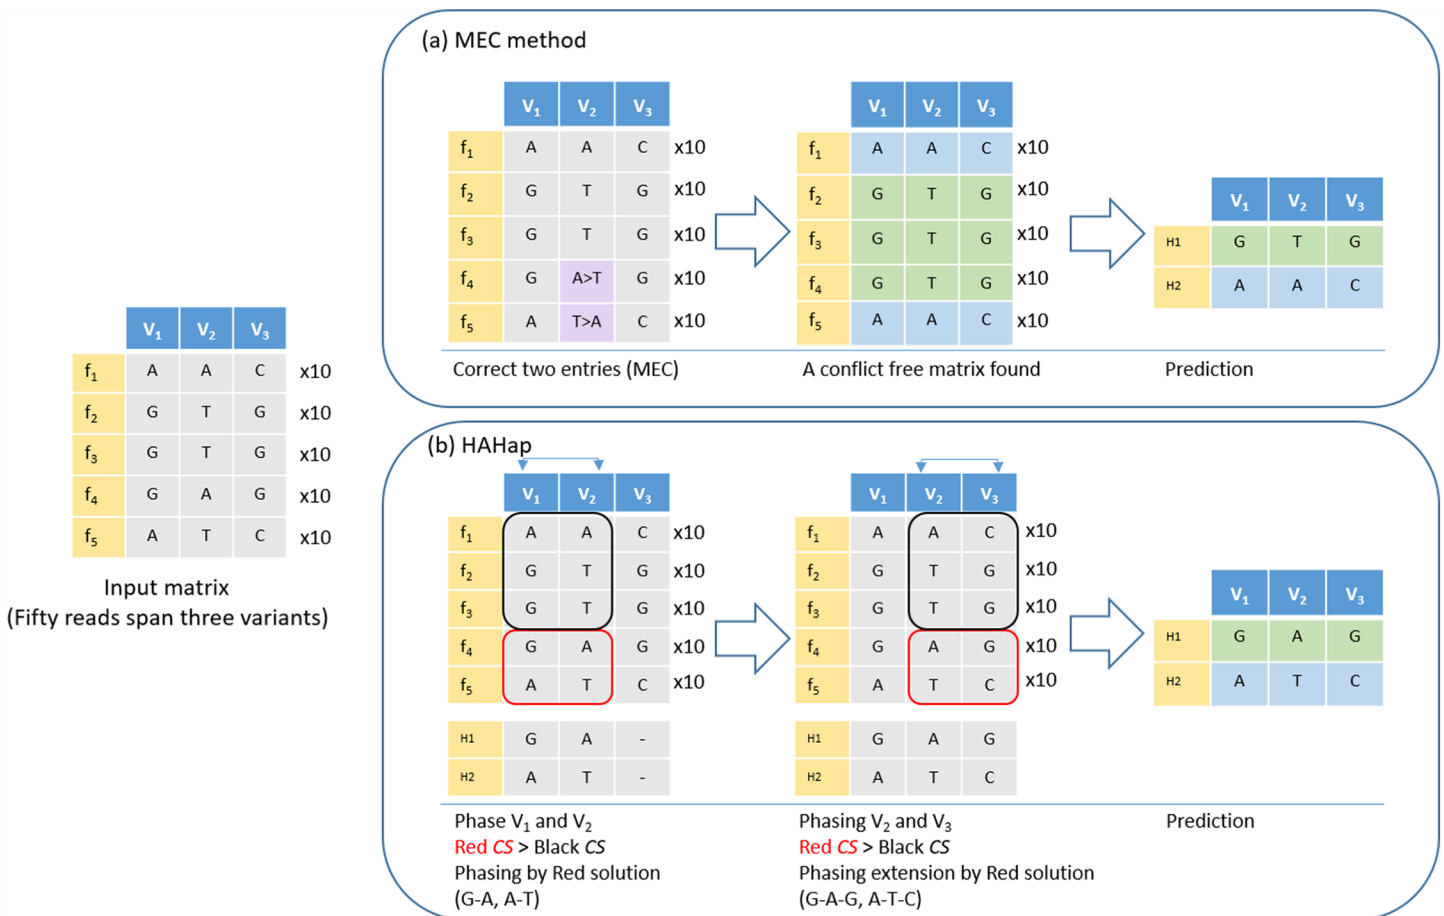 (a) MEC method
V1 V2 V3
f1 A A C x10
f2 G T G x10
f3 G T G x10
f4 G A>T G x10
f5 A T>A C x10
Correct two entries (MEC)
V1 V2 V3
f1 A A C x10
f2 G T G x10
f3 G T G x10
f4 G T G x10
f5 A A C x10
A conflict free matrix found
V1 V2 V3
H1 G T G
H2 A A C
Prediction
V1 V2 V3
f1 A A C x10
f2 G T G x10
f3 G T G x10
f4 G A G x10
f5 A T C x10
Input matrix
(Fifty reads span three variants)
(b) HAHap
V1 V2 V3
f1 A A C x10
f2 G T G x10
f3 G T G x10
f4 G A G x10
f5 A T C x10
H1 G A -
H2 A T -
Phase V1 and V2
Red CS > Black CS
Phasing by Red solution
(G-A, A-T)
V1 V2 V3
f1 A A C x10
f2 G T G x10
f3 G T G x10
f4 G A G x10
f5 A T C x10
H1 G A G
H2 A T C
Phasing V2 and V3
Red CS > Black CS
Phasing extension by Red solution
(G-A-G, A-T-C)
V1 V2 V3
H1 G A G
H2 A T C
Prediction